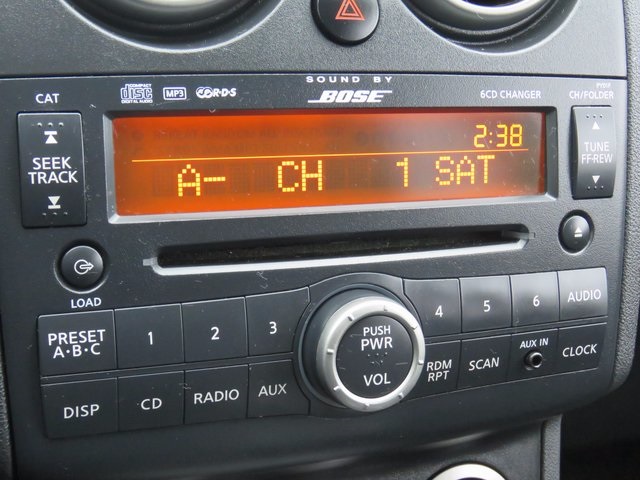 SOUND BY
BOSE
CAT
COMPACT
disc
DIGITAL AUDIO
MP3
R·D·S
6CD CHANGER
CH/FOLDER
2:38
A- CH 1 SAT
SEEK
TRACK
TUNE
FF·REW
LOAD
PUSH
PWR
VOL
PRESET
A·B·C
1
2
3
4
5
6
AUDIO
DISP
CD
RADIO
AUX
RDM
RPT
SCAN
AUX IN
CLOCK